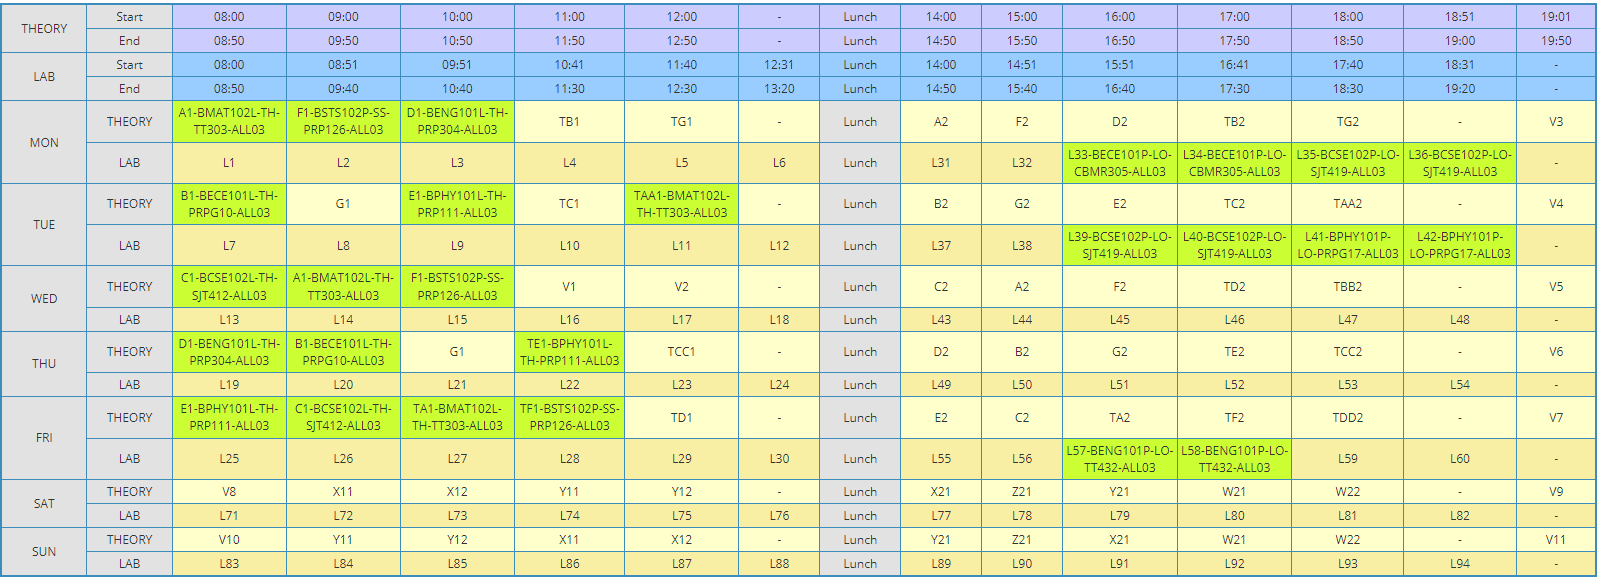 THEORY Start 08:00 09:00 10:00 11:00 12:00 - Lunch 14:00 15:00 16:00 17:00 18:00 18:51 19:01
End 08:50 09:50 10:50 11:50 12:50 - Lunch 14:50 15:50 16:50 17:50 18:50 19:00 19:50
LAB Start 08:00 08:51 09:51 10:41 11:40 12:31 Lunch 14:00 14:51 15:51 16:41 17:40 18:31 -
End 08:50 09:40 10:40 11:30 12:30 13:20 Lunch 14:50 15:40 16:40 17:30 18:30 19:20 -
MON THEORY A1-BMAT102L-TH-TT303-ALL03 F1-BSTS102P-SS-PRP126-ALL03 D1-BENG101L-TH-PRP304-ALL03 TB1 TG1 - Lunch A2 F2 D2 TB2 TG2 - V3
LAB L1 L2 L3 L4 L5 L6 Lunch L31 L32 L33-BECE101P-LO-CBMR305-ALL03 L34-BECE101P-LO-CBMR305-ALL03 L35-BCSE102P-LO-SJT419-ALL03 L36-BCSE102P-LO-SJT419-ALL03 -
TUE THEORY B1-BECE101L-TH-PRPG10-ALL03 G1 E1-BPHY101L-TH-PRP111-ALL03 TC1 TAA1-BMAT102L-TH-TT303-ALL03 - Lunch B2 G2 E2 TC2 TAA2 - V4
LAB L7 L8 L9 L10 L11 L12 Lunch L37 L38 L39-BCSE102P-LO-SJT419-ALL03 L40-BCSE102P-LO-SJT419-ALL03 L41-BPHY101P-LO-PRPG17-ALL03 L42-BPHY101P-LO-PRPG17-ALL03 -
WED THEORY C1-BCSE102L-TH-SJT412-ALL03 A1-BMAT102L-TH-TT303-ALL03 F1-BSTS102P-SS-PRP126-ALL03 V1 V2 - Lunch C2 A2 F2 TD2 TBB2 - V5
LAB L13 L14 L15 L16 L17 L18 Lunch L43 L44 L45 L46 L47 L48 -
THU THEORY D1-BENG101L-TH-PRP304-ALL03 B1-BECE101L-TH-PRPG10-ALL03 G1 TE1-BPHY101L-TH-PRP111-ALL03 TCC1 - Lunch D2 B2 G2 TE2 TCC2 - V6
LAB L19 L20 L21 L22 L23 L24 Lunch L49 L50 L51 L52 L53 L54 -
FRI THEORY E1-BPHY101L-TH-PRP111-ALL03 C1-BCSE102L-TH-SJT412-ALL03 TA1-BMAT102L-TH-TT303-ALL03 TF1-BSTS102P-SS-PRP126-ALL03 TD1 - Lunch E2 C2 TA2 TF2 TDD2 - V7
LAB L25 L26 L27 L28 L29 L30 Lunch L55 L56 L57-BENG101P-LO-TT432-ALL03 L58-BENG101P-LO-TT432-ALL03 L59 L60 -
SAT THEORY V8 X11 X12 Y11 Y12 - Lunch X21 Z21 Y21 W21 W22 - V9
LAB L71 L72 L73 L74 L75 L76 Lunch L77 L78 L79 L80 L81 L82 -
SUN THEORY V10 Y11 Y12 X11 X12 - Lunch Y21 Z21 X21 W21 W22 - V11
LAB L83 L84 L85 L86 L87 L88 Lunch L89 L90 L91 L92 L93 L94 -